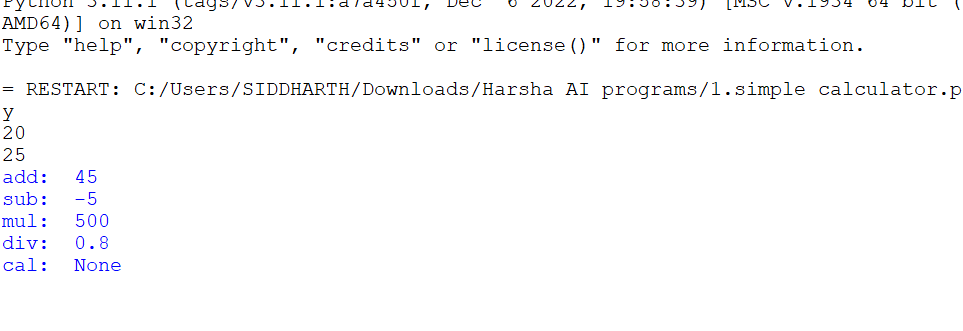 Python 3.11.1 (tags/v3.11.1:a7a450f, Dec  6 2022, 19:58:39) [MSC v.1934 64 bit (
AMD64)] on win32
Type "help", "copyright", "credits" or "license()" for more information.
= RESTART: C:/Users/SIDDHARTH/Downloads/Harsha AI programs/1.simple calculator.p
y
20
25
add:  45
sub:  -5
mul:  500
div:  0.8
cal:  None